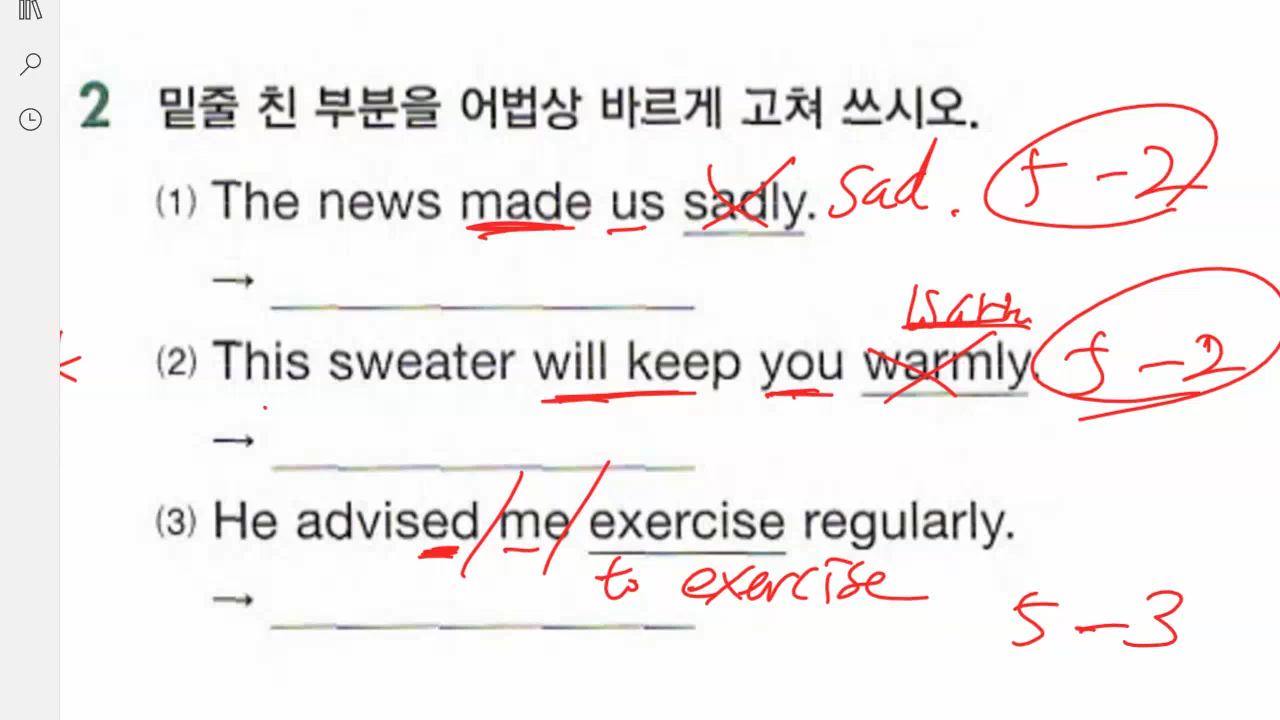 2 밑줄 친 부분을 어법상 바르게 고쳐 쓰시오.
(1) The news made us sadly. sad. 5-2
→
warm
(2) This sweater will keep you warmly. 5-2
→
(3) He advised / me / exercise regularly.
to exercise
→
5-3